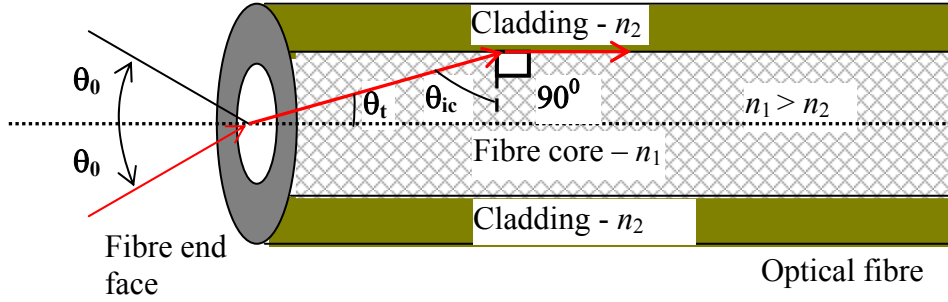 Cladding - n₂
θ₀
θₜ
θᵢc
90⁰
n₁ > n₂
θ₀
Fibre core – n₁
Cladding - n₂
Fibre end
face
Optical fibre